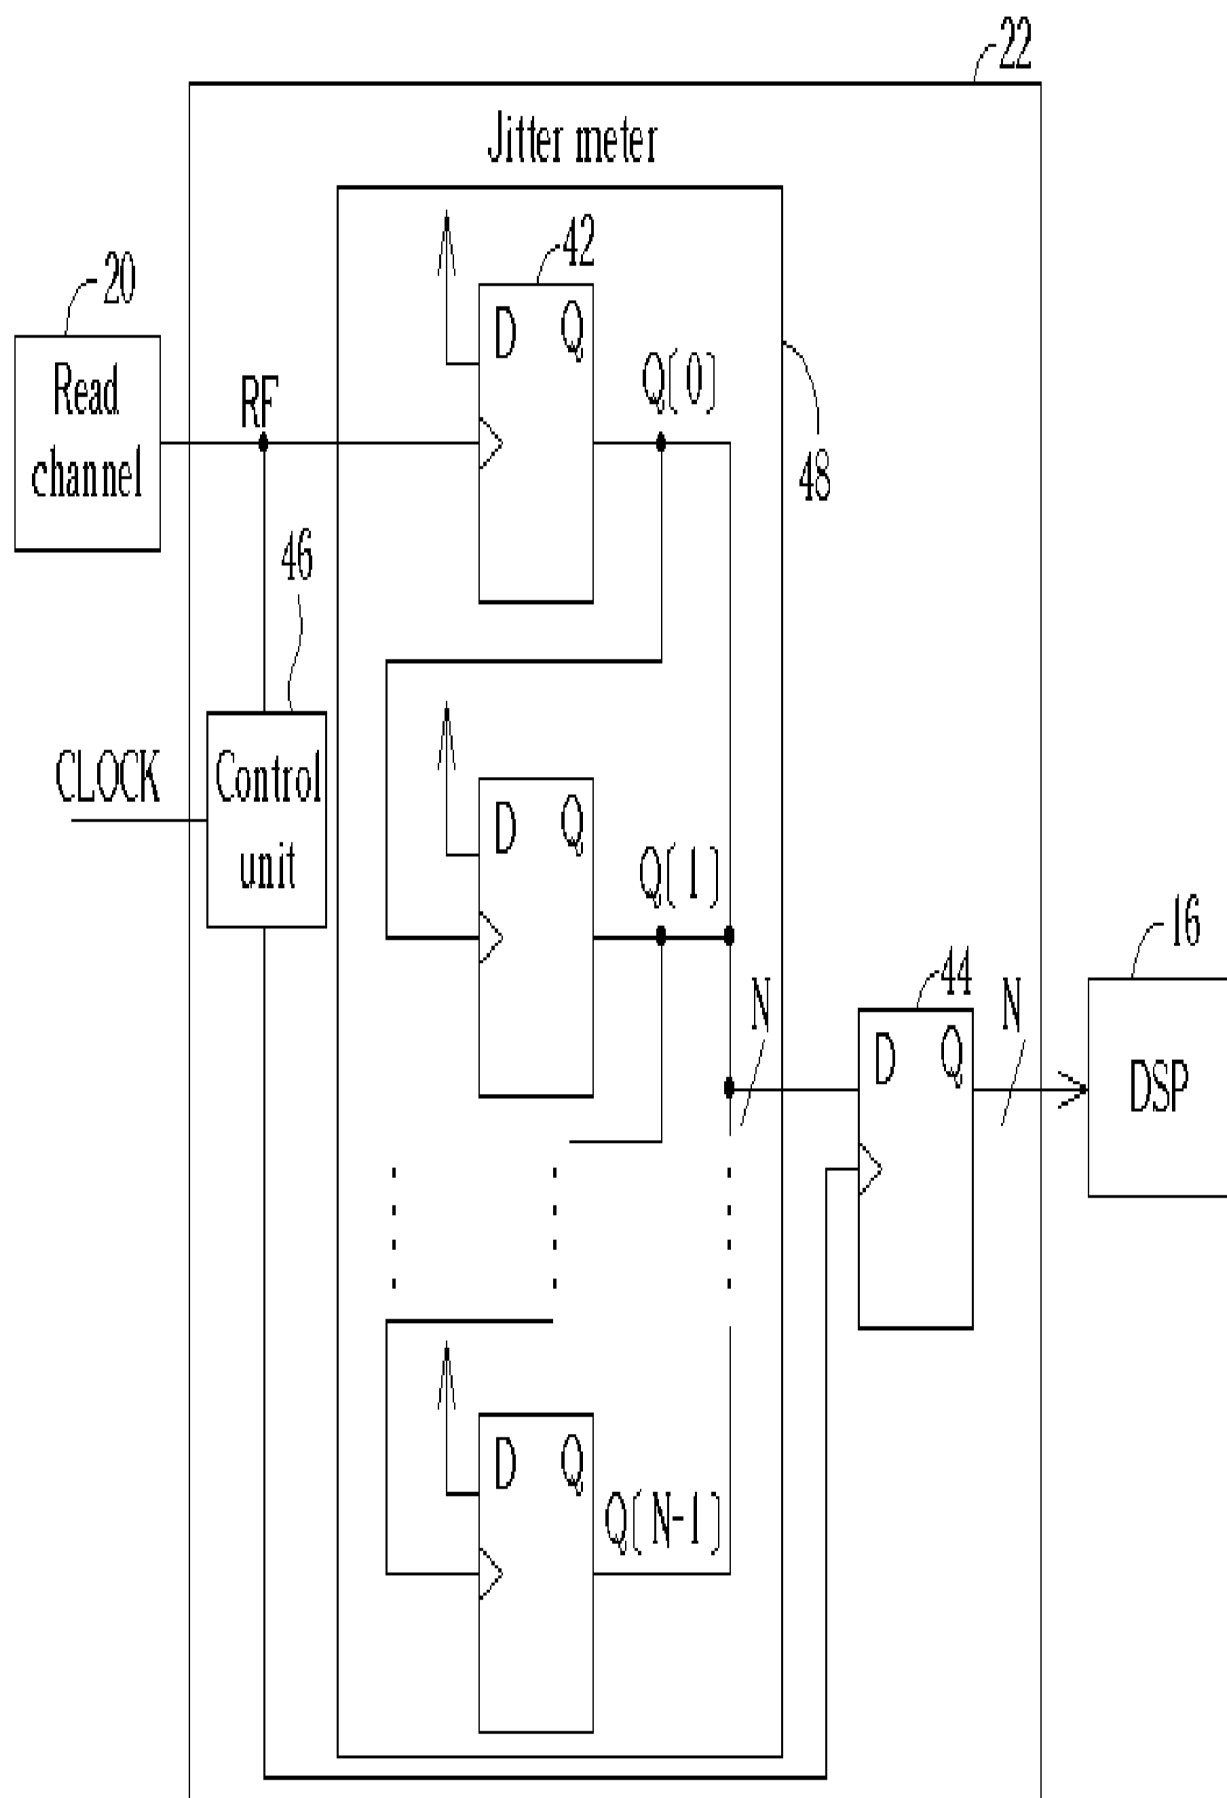 22
Jitter meter
42
20
D Q
Read
channel
RF
Q(0)
48
46
CLOCK
Control
unit
D Q
Q(1)
16
44
N
N
D Q
DSP
D Q
Q(N-1)